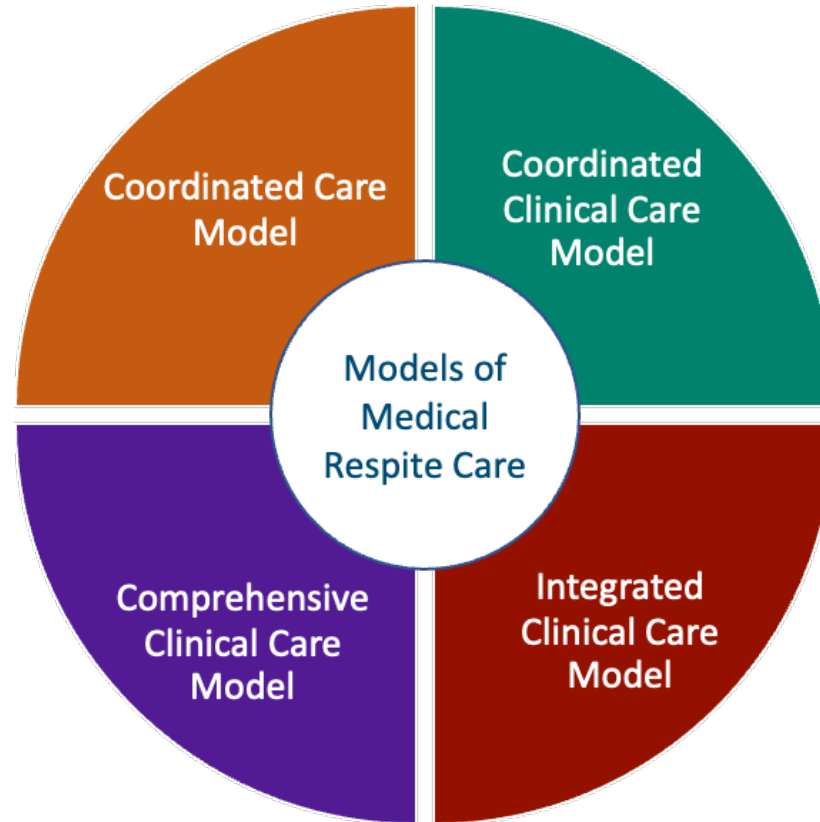 Coordinated Care
Model
Coordinated
Clinical Care
Model
Models of
Medical
Respite Care
Comprehensive
Clinical Care
Model
Integrated
Clinical Care
Model